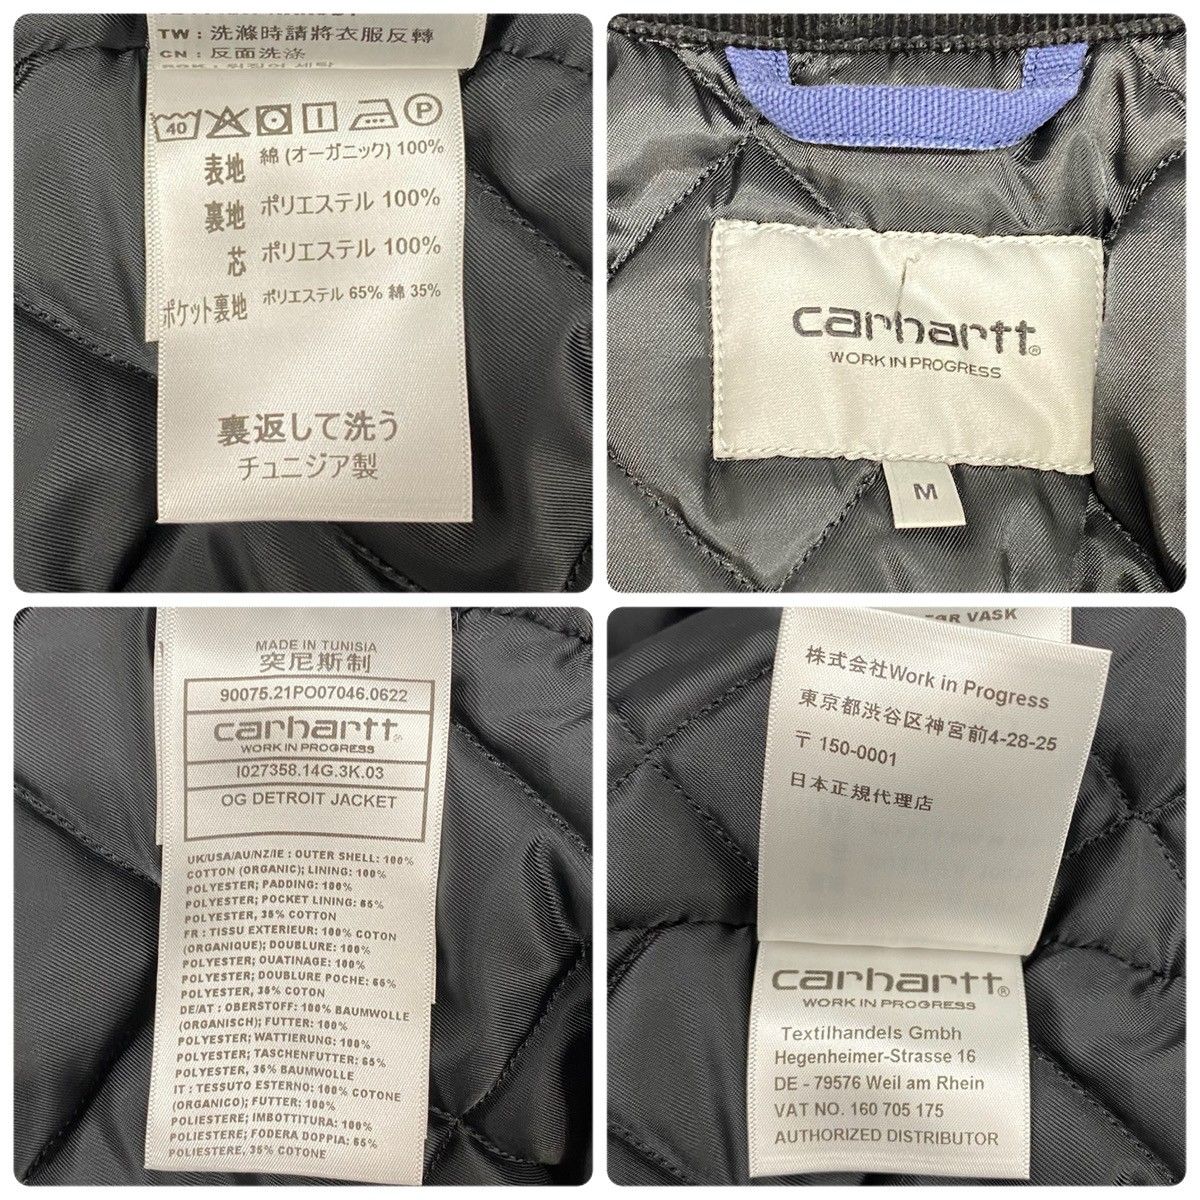 TW : 洗滌時請將衣服反轉
CN : 反面洗滌
40
P
表地 綿 (オーガニック) 100%
裏地 ポリエステル 100%
芯 ポリエステル 100%
ポケット裏地 ポリエステル 65% 綿 35%
裏返して洗う
チュニジア製
carhartt®
WORK IN PROGRESS
M
MADE IN TUNISIA
突尼斯制
90075.21PO07046.0622
carhartt®
WORK IN PROGRESS
I027358.14G.3K.03
OG DETROIT JACKET
UK/USA/AU/NZ/IE : OUTER SHELL: 100%
COTTON (ORGANIC); LINING: 100%
POLYESTER; PADDING: 100%
POLYESTER; POCKET LINING: 65%
POLYESTER, 35% COTTON
FR : TISSU EXTERIEUR: 100% COTON
(ORGANIQUE); DOUBLURE: 100%
POLYESTER; OUATINAGE: 100%
POLYESTER; DOUBLURE POCHE: 65%
POLYESTER, 35% COTON
DE/AT : OBERSTOFF: 100% BAUMWOLLE
(ORGANISCH); FUTTER: 100%
POLYESTER; WATTIERUNG: 100%
POLYESTER; TASCHENFUTTER: 65%
POLYESTER, 35% BAUMWOLLE
IT : TESSUTO ESTERNO: 100% COTONE
(ORGANICO); FUTTER: 100%
POLIESTERE; IMBOTTITURA: 100%
POLIESTERE; FODERA DOPPIA: 65%
POLIESTERE, 35% COTONE
FØR VASK
株式会社Work in Progress
東京都渋谷区神宮前4-28-25
〒 150-0001
日本正規代理店
carhartt®
WORK IN PROGRESS
Textilhandels Gmbh
Hegenheimer-Strasse 16
DE - 79576 Weil am Rhein
VAT NO. 160 705 175
AUTHORIZED DISTRIBUTOR